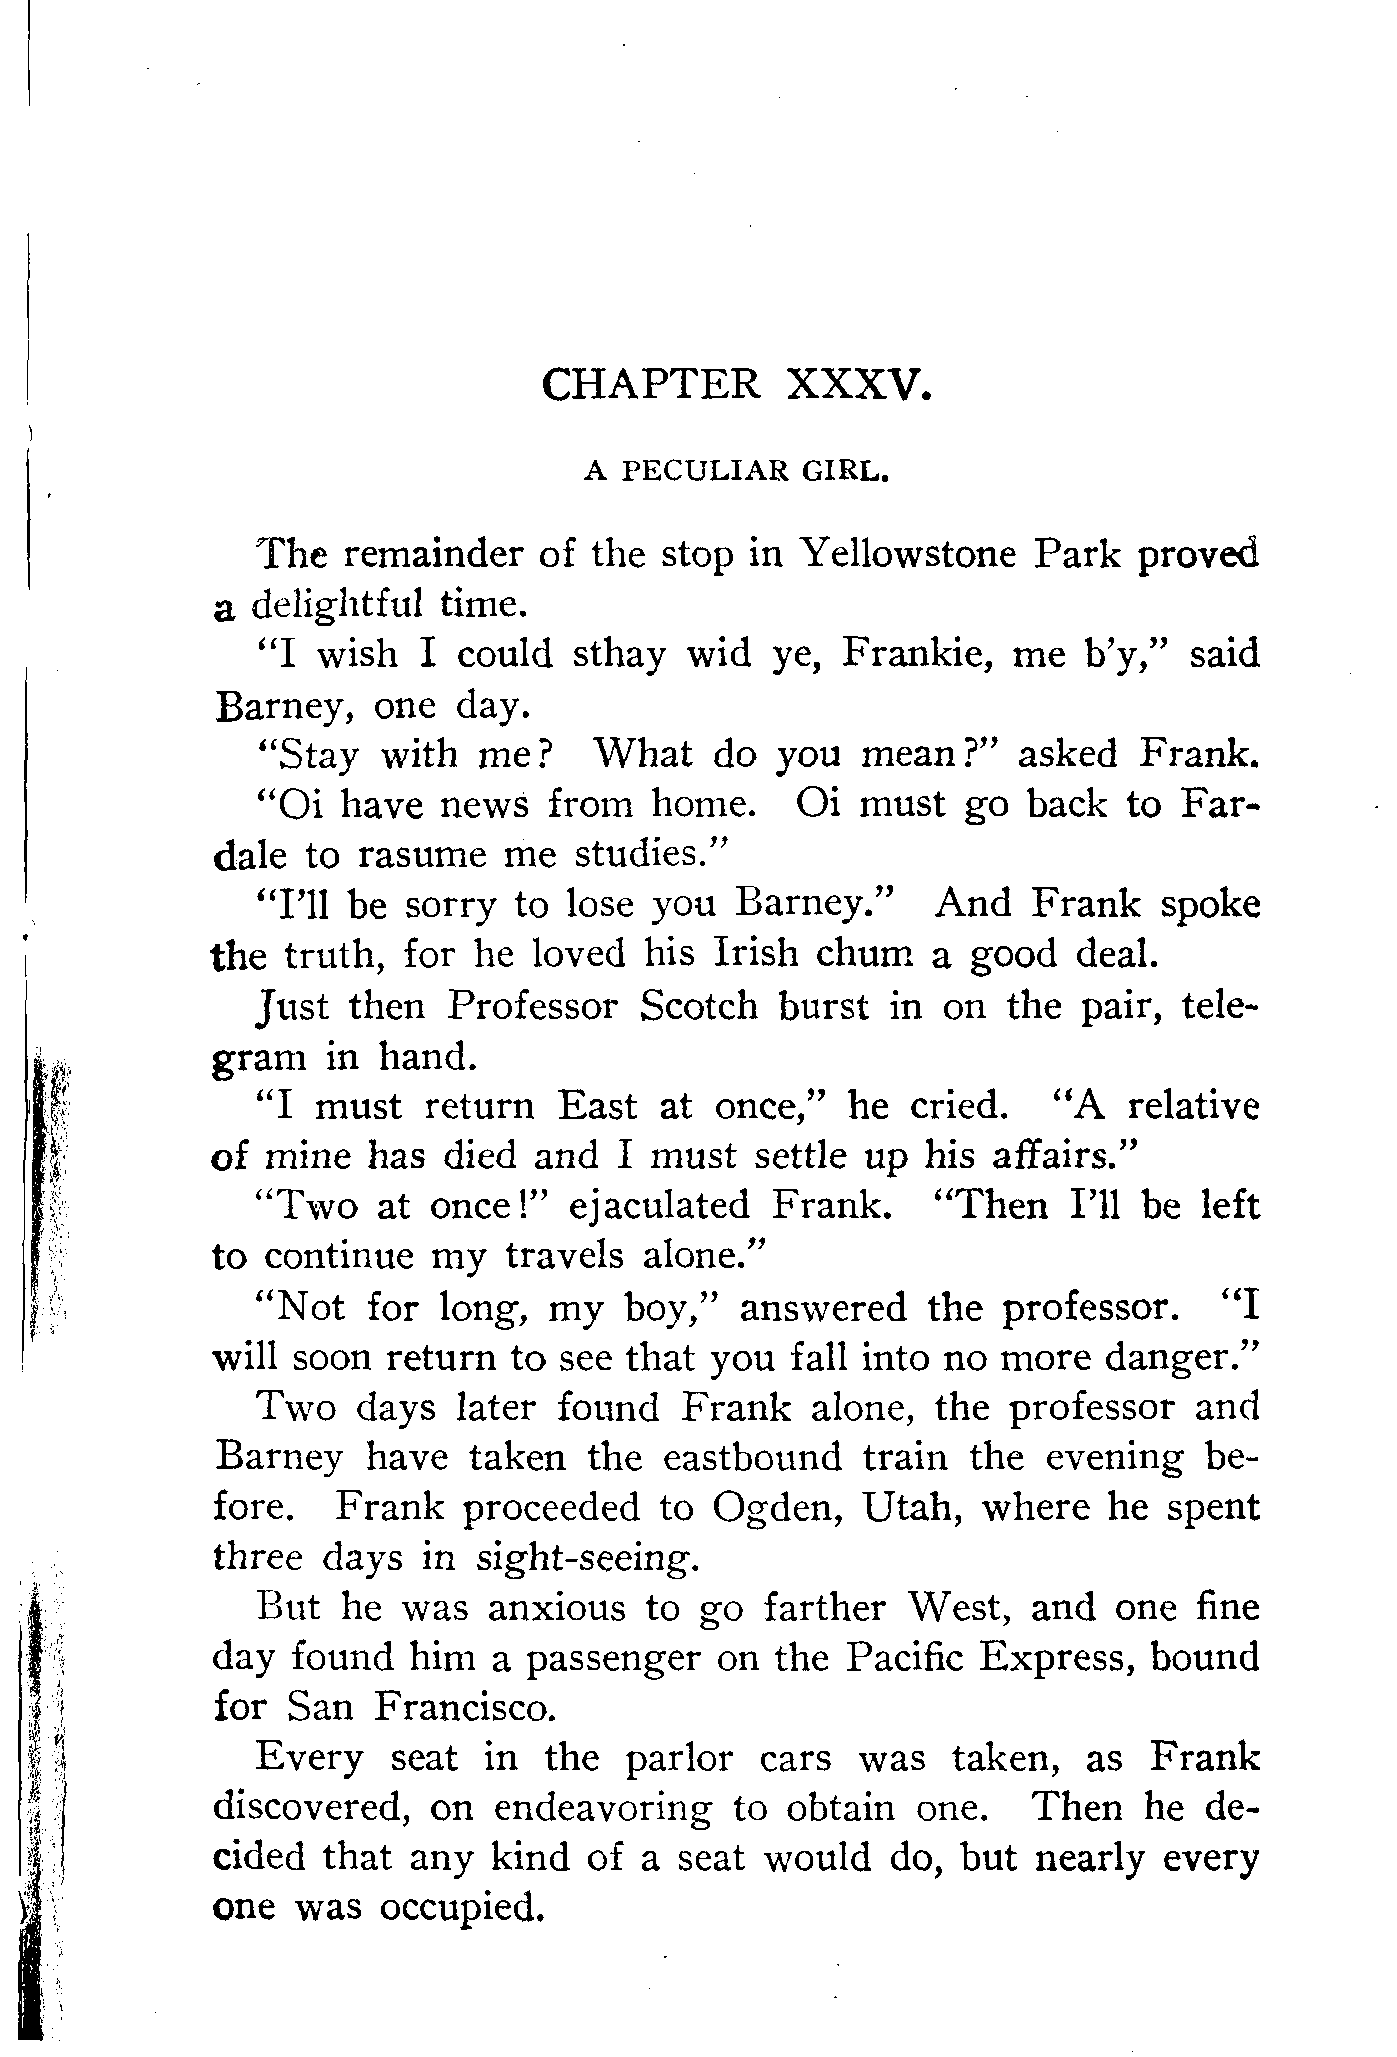 CHAPTER XXXV.
A PECULIAR GIRL.
The remainder of the stop in Yellowstone Park proved
a delightful time.
“I wish I could sthay wid ye, Frankie, me b’y,” said
Barney, one day.
“Stay with me? What do you mean?” asked Frank.
“Oi have news from home. Oi must go back to Far-
dale to rasume me studies.”
“I’ll be sorry to lose you Barney.” And Frank spoke
the truth, for he loved his Irish chum a good deal.
Just then Professor Scotch burst in on the pair, tele-
gram in hand.
“I must return East at once,” he cried. “A relative
of mine has died and I must settle up his affairs.”
“Two at once!” ejaculated Frank. “Then I’ll be left
to continue my travels alone.”
“Not for long, my boy,” answered the professor. “I
will soon return to see that you fall into no more danger.”
Two days later found Frank alone, the professor and
Barney have taken the eastbound train the evening be-
fore. Frank proceeded to Ogden, Utah, where he spent
three days in sight-seeing.
But he was anxious to go farther West, and one fine
day found him a passenger on the Pacific Express, bound
for San Francisco.
Every seat in the parlor cars was taken, as Frank
discovered, on endeavoring to obtain one. Then he de-
cided that any kind of a seat would do, but nearly every
one was occupied.